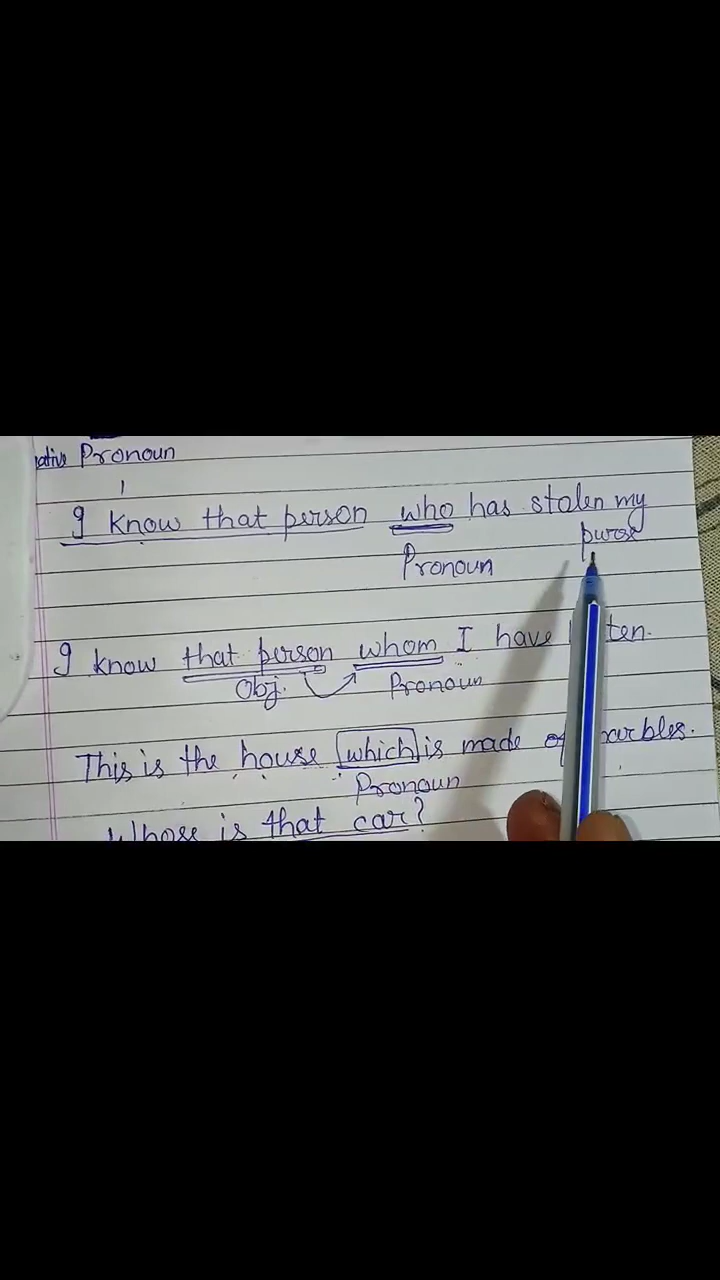 Pronoun
I know that person who has stolen my
purse
Pronoun
I know that person whom I have
Obj. Pronoun
This is the house which is made of
Pronoun
Whose is that car?